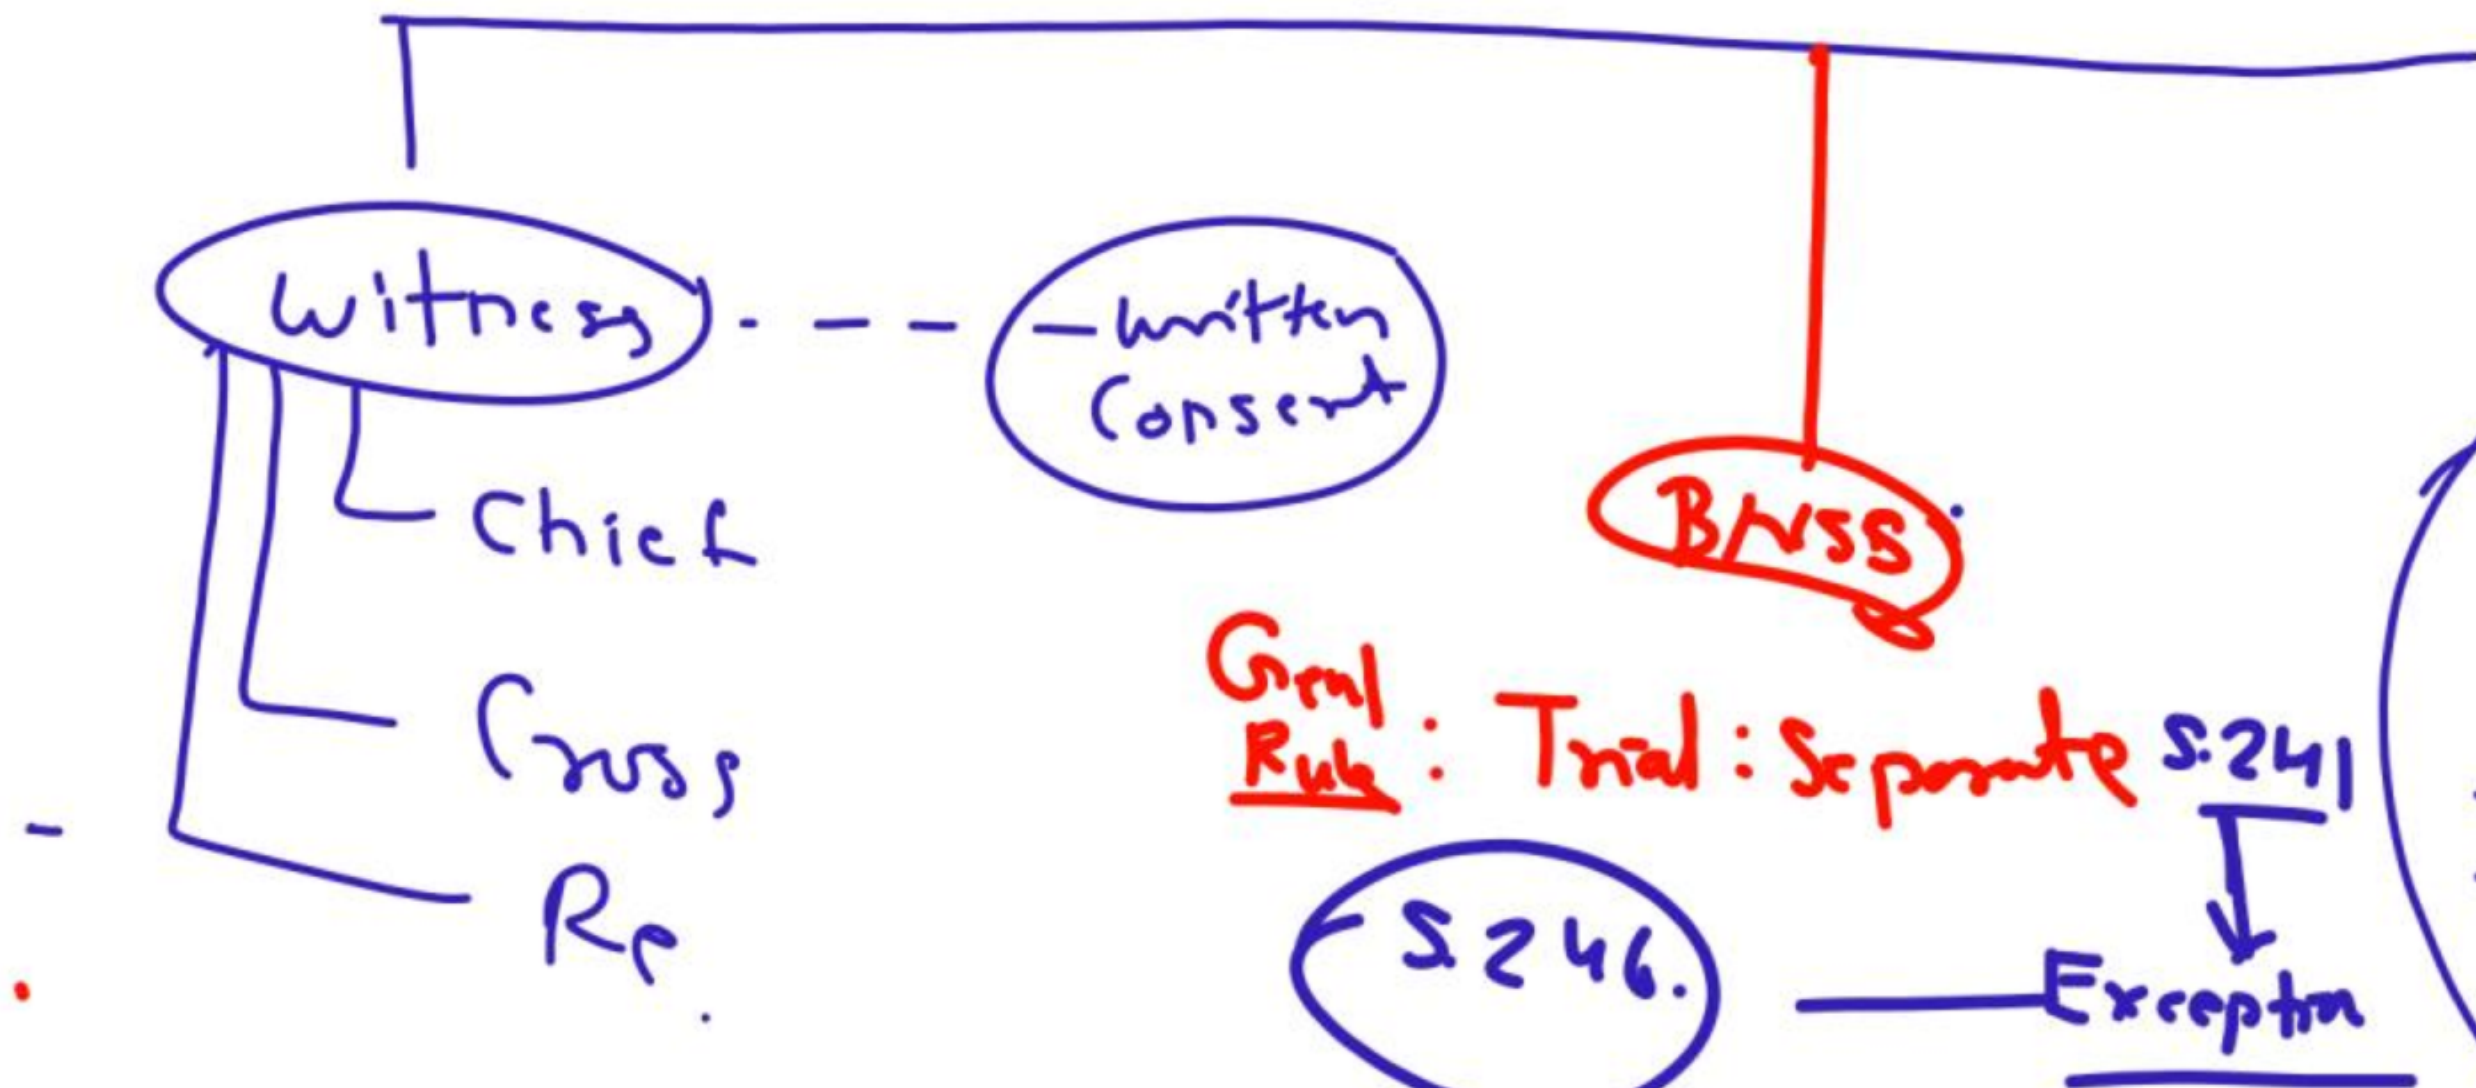 Witness
Written
Consent
Chief
Cross
Re
BNSS
Genl
Rule : Trial : Separate S.241
S. 246.
Exception